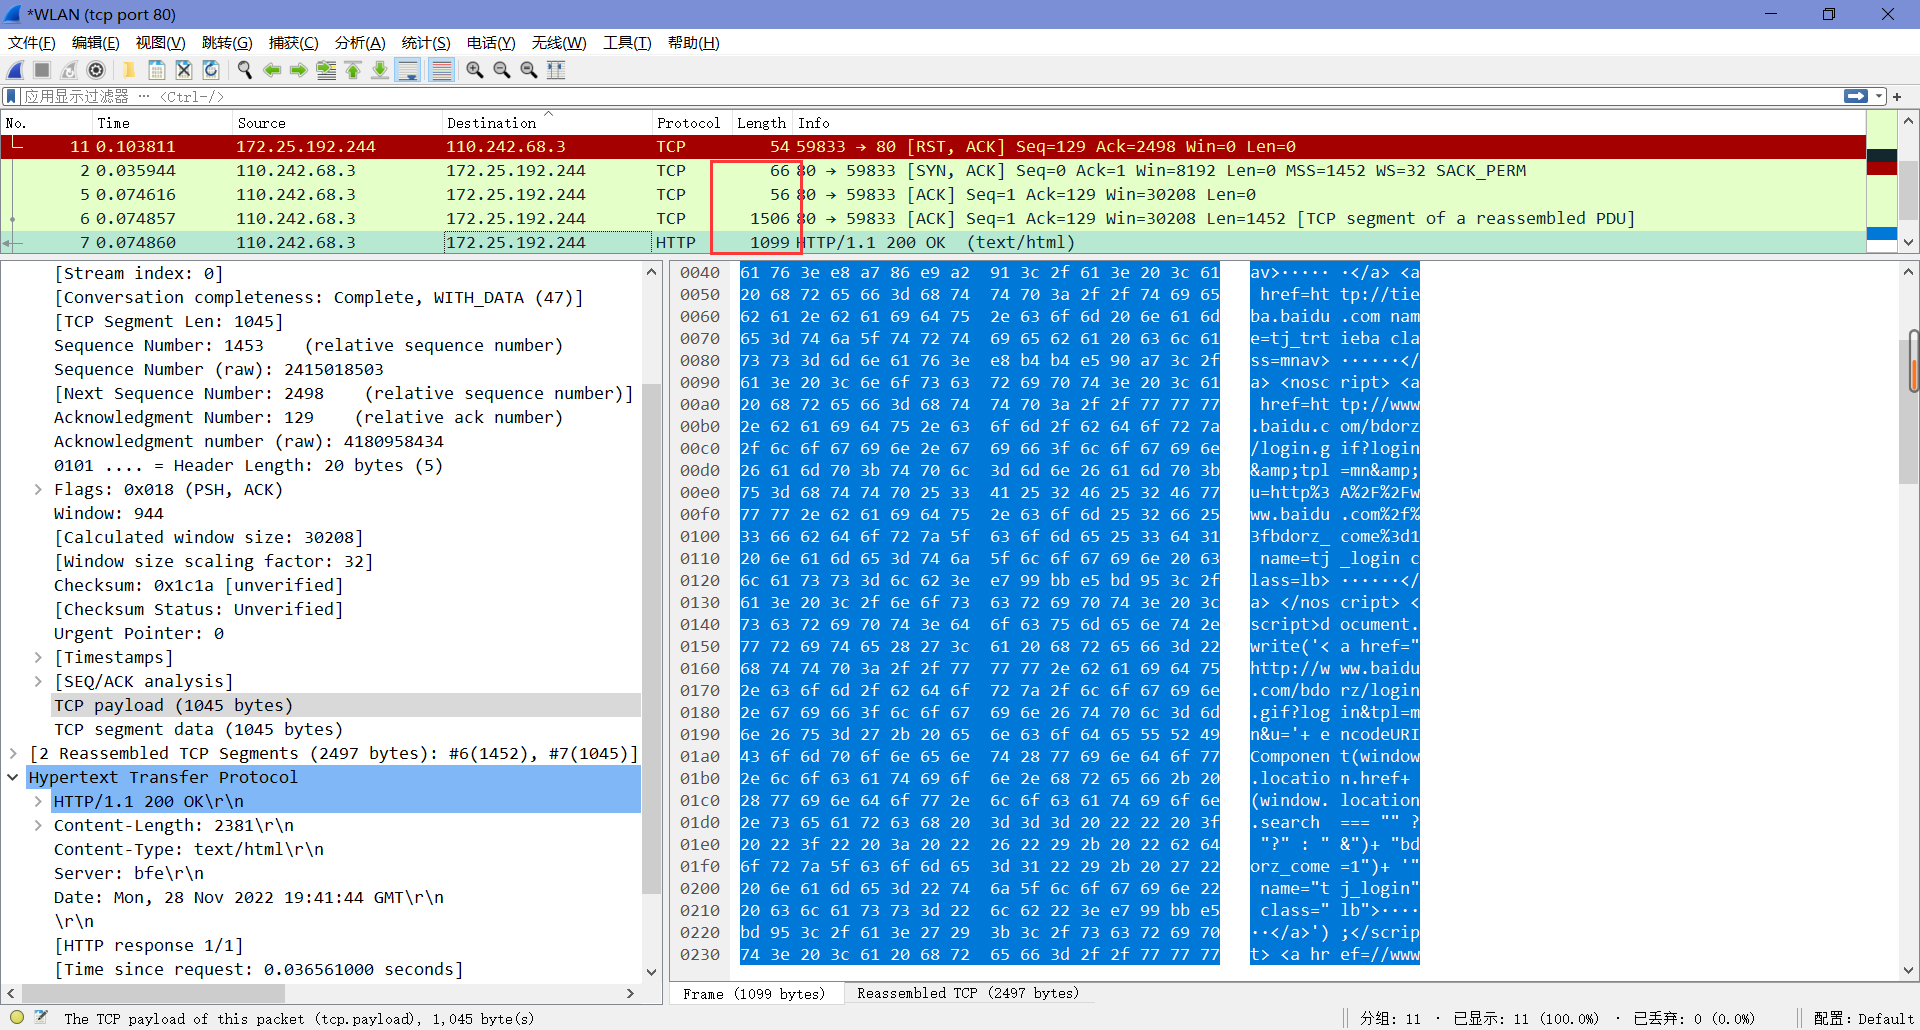 *WLAN (tcp port 80)
文件(F) 编辑(E) 视图(V) 跳转(G) 捕获(C) 分析(A) 统计(S) 电话(Y) 无线(W) 工具(T) 帮助(H)
应用显示过滤器 … <Ctrl-/>
No. Time Source Destination Protocol Length Info
11 0.103811 172.25.192.244 110.242.68.3 TCP 54 59833 → 80 [RST, ACK] Seq=129 Ack=2498 Win=0 Len=0
2 0.035944 110.242.68.3 172.25.192.244 TCP 66 80 → 59833 [SYN, ACK] Seq=0 Ack=1 Win=8192 Len=0 MSS=1452 WS=32 SACK_PERM
5 0.074616 110.242.68.3 172.25.192.244 TCP 56 80 → 59833 [ACK] Seq=1 Ack=129 Win=30208 Len=0
6 0.074857 110.242.68.3 172.25.192.244 TCP 1506 80 → 59833 [ACK] Seq=1 Ack=129 Win=30208 Len=1452 [TCP segment of a reassembled PDU]
7 0.074860 110.242.68.3 172.25.192.244 HTTP 1099 HTTP/1.1 200 OK (text/html)
[Stream index: 0]
[Conversation completeness: Complete, WITH_DATA (47)]
[TCP Segment Len: 1045]
Sequence Number: 1453 (relative sequence number)
Sequence Number (raw): 2415018503
[Next Sequence Number: 2498 (relative sequence number)]
Acknowledgment Number: 129 (relative ack number)
Acknowledgment number (raw): 4180958434
0101 .... = Header Length: 20 bytes (5)
Flags: 0x018 (PSH, ACK)
Window: 944
[Calculated window size: 30208]
[Window size scaling factor: 32]
Checksum: 0x1c1a [unverified]
[Checksum Status: Unverified]
Urgent Pointer: 0
[Timestamps]
[SEQ/ACK analysis]
TCP payload (1045 bytes)
TCP segment data (1045 bytes)
[2 Reassembled TCP Segments (2497 bytes): #6(1452), #7(1045)]
Hypertext Transfer Protocol
HTTP/1.1 200 OK\r\n
Content-Length: 2381\r\n
Content-Type: text/html\r\n
Server: bfe\r\n
Date: Mon, 28 Nov 2022 19:41:44 GMT\r\n
\r\n
[HTTP response 1/1]
[Time since request: 0.036561000 seconds]
0040 61 76 3e e8 a7 86 e9 a2 91 3c 2f 61 3e 20 3c 61 av>····· ·</a> <a
0050 20 68 72 65 66 3d 68 74 74 70 3a 2f 2f 74 69 65 href=ht tp://tie
0060 62 61 2e 62 61 69 64 75 2e 63 6f 6d 20 6e 61 6d ba.baidu .com nam
0070 65 3d 74 6a 5f 74 72 74 69 65 62 61 20 63 6c 61 e=tj_trt ieba cla
0080 73 73 3d 6d 6e 61 76 3e e8 b4 b4 e5 90 a7 3c 2f ss=mnav> ······</
0090 61 3e 20 3c 6e 6f 73 63 72 69 70 74 3e 20 3c 61 a> <nosc ript> <a
00a0 20 68 72 65 66 3d 68 74 74 70 3a 2f 2f 77 77 77 href=ht tp://www
00b0 2e 62 61 69 64 75 2e 63 6f 6d 2f 62 64 6f 72 7a .baidu.c om/bdorz
00c0 2f 6c 6f 67 69 6e 2e 67 69 66 3f 6c 6f 67 69 6e /login.g if?login
00d0 26 61 6d 70 3b 74 70 6c 3d 6d 6e 26 61 6d 70 3b &amp;tpl =mn&amp;
00e0 75 3d 68 74 74 70 25 33 41 25 32 46 25 32 46 77 u=http%3 A%2F%2Fw
00f0 77 77 2e 62 61 69 64 75 2e 63 6f 6d 25 32 66 25 ww.baidu .com%2f%
0100 33 66 62 64 6f 72 7a 5f 63 6f 6d 65 25 33 64 31 3fbdorz_ come%3d1
0110 20 6e 61 6d 65 3d 74 6a 5f 6c 6f 67 69 6e 20 63 name=tj _login c
0120 6c 61 73 73 3d 6c 62 3e e7 99 bb e5 bd 95 3c 2f lass=lb> ······</
0130 61 3e 20 3c 2f 6e 6f 73 63 72 69 70 74 3e 20 3c a> </nos cript> <
0140 73 63 72 69 70 74 3e 64 6f 63 75 6d 65 6e 74 2e script>d ocument.
0150 77 72 69 74 65 28 27 3c 61 20 68 72 65 66 3d 22 write('< a href="
0160 68 74 74 70 3a 2f 2f 77 77 77 2e 62 61 69 64 75 http://w ww.baidu
0170 2e 63 6f 6d 2f 62 64 6f 72 7a 2f 6c 6f 67 69 6e .com/bdo rz/login
0180 2e 67 69 66 3f 6c 6f 67 69 6e 26 74 70 6c 3d 6d .gif?log in&tpl=m
0190 6e 26 75 3d 27 2b 20 65 6e 63 6f 64 65 55 52 49 n&u='+ e ncodeURI
01a0 43 6f 6d 70 6f 6e 65 6e 74 28 77 69 6e 64 6f 77 Componen t(window
01b0 2e 6c 6f 63 61 74 69 6f 6e 2e 68 72 65 66 2b 20 .locatio n.href+
01c0 28 77 69 6e 64 6f 77 2e 6c 6f 63 61 74 69 6f 6e (window. location
01d0 2e 73 65 61 72 63 68 20 3d 3d 3d 20 22 22 20 3f .search === "" ?
01e0 20 22 3f 22 20 3a 20 22 26 22 29 2b 20 22 62 64 "?" : " &")+ "bd
01f0 6f 72 7a 5f 63 6f 6d 65 3d 31 22 29 2b 20 27 22 orz_come =1")+ '"
0200 20 6e 61 6d 65 3d 22 74 6a 5f 6c 6f 67 69 6e 22 name="t j_login"
0210 20 63 6c 61 73 73 3d 22 6c 62 22 3e e7 99 bb e5 class=" lb">····
0220 bd 95 3c 2f 61 3e 27 29 3b 3c 2f 73 63 72 69 70 ··</a>') ;</scrip
0230 74 3e 20 3c 61 20 68 72 65 66 3d 2f 2f 77 77 77 t> <a hr ef=//www
Frame (1099 bytes) Reassembled TCP (2497 bytes)
The TCP payload of this packet (tcp.payload), 1,045 byte(s) 分组: 11 · 已显示: 11 (100.0%) · 已丢弃: 0 (0.0%) 配置: Default